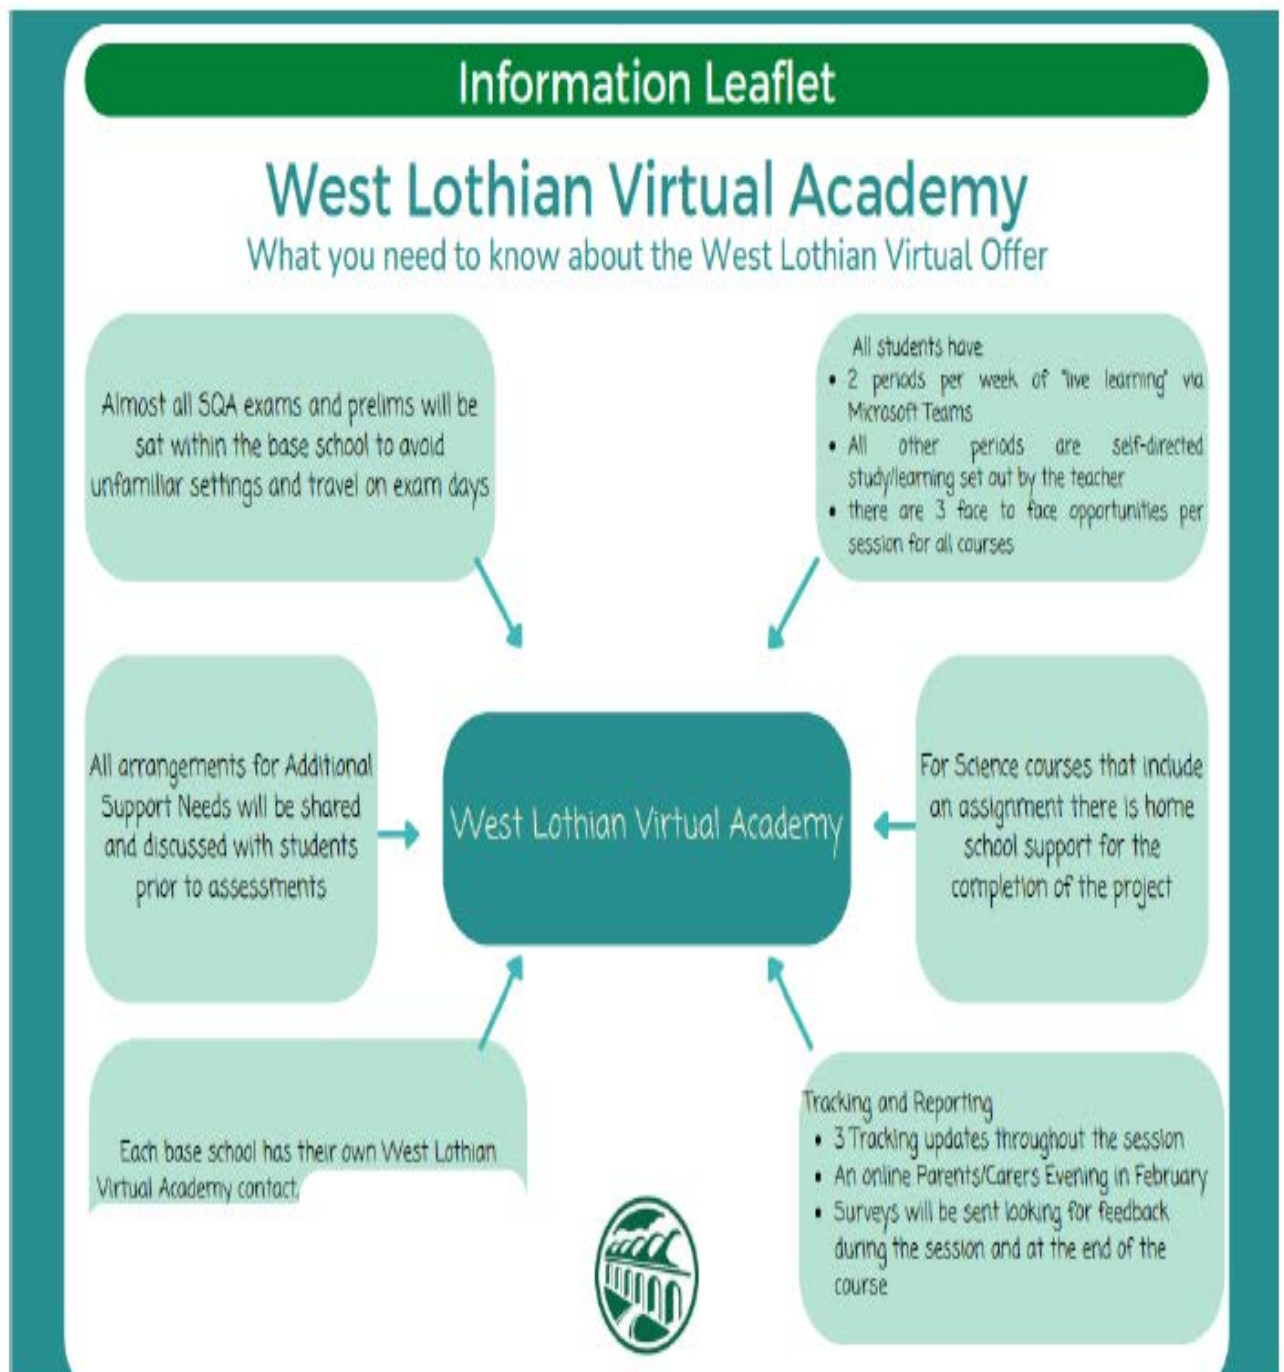 Information Leaflet
West Lothian Virtual Academy
What you need to know about the West Lothian Virtual Offer
Almost all SQA exams and prelims will be
sat within the base school to avoid
unfamiliar settings and travel on exam days
All students have
• 2 periods per week of "live learning" via
Microsoft Teams
• All other periods are self-directed
study/learning set out by the teacher
• there are 3 face to face opportunities per
session for all courses
All arrangements for Additional
Support Needs will be shared
and discussed with students
prior to assessments
West Lothian Virtual Academy
For Science courses that include
an assignment there is home
school support for the
completion of the project
Each base school has their own West Lothian
Virtual Academy contact.
Tracking and Reporting
• 3 Tracking updates throughout the session
• An online Parents/Carers Evening in February
• Surveys will be sent looking for feedback
during the session and at the end of the
course